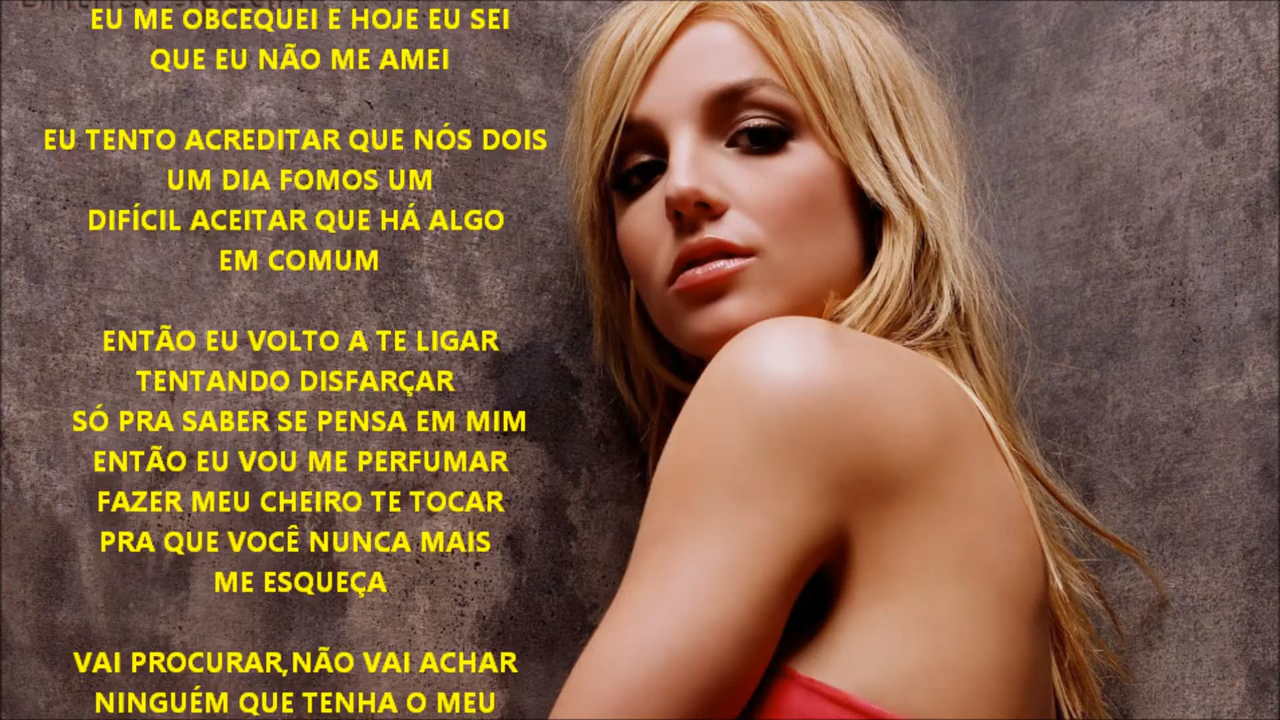 EU ME OBCEQUEI E HOJE EU SEI
QUE EU NÃO ME AMEI
EU TENTO ACREDITAR QUE NÓS DOIS
UM DIA FOMOS UM
DIFÍCIL ACEITAR QUE HÁ ALGO
EM COMUM
ENTÃO EU VOLTO A TE LIGAR
TENTANDO DISFARÇAR
SÓ PRA SABER SE PENSA EM MIM
ENTÃO EU VOU ME PERFUMAR
FAZER MEU CHEIRO TE TOCAR
PRA QUE VOCÊ NUNCA MAIS
ME ESQUEÇA
VAI PROCURAR,NÃO VAI ACHAR
NINGUÉM QUE TENHA O MEU